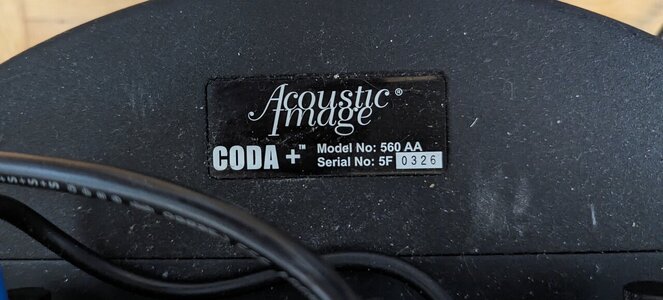 Acoustic®
Image
CODA +™ Model No: 560 AA
Serial No: 5F 0326